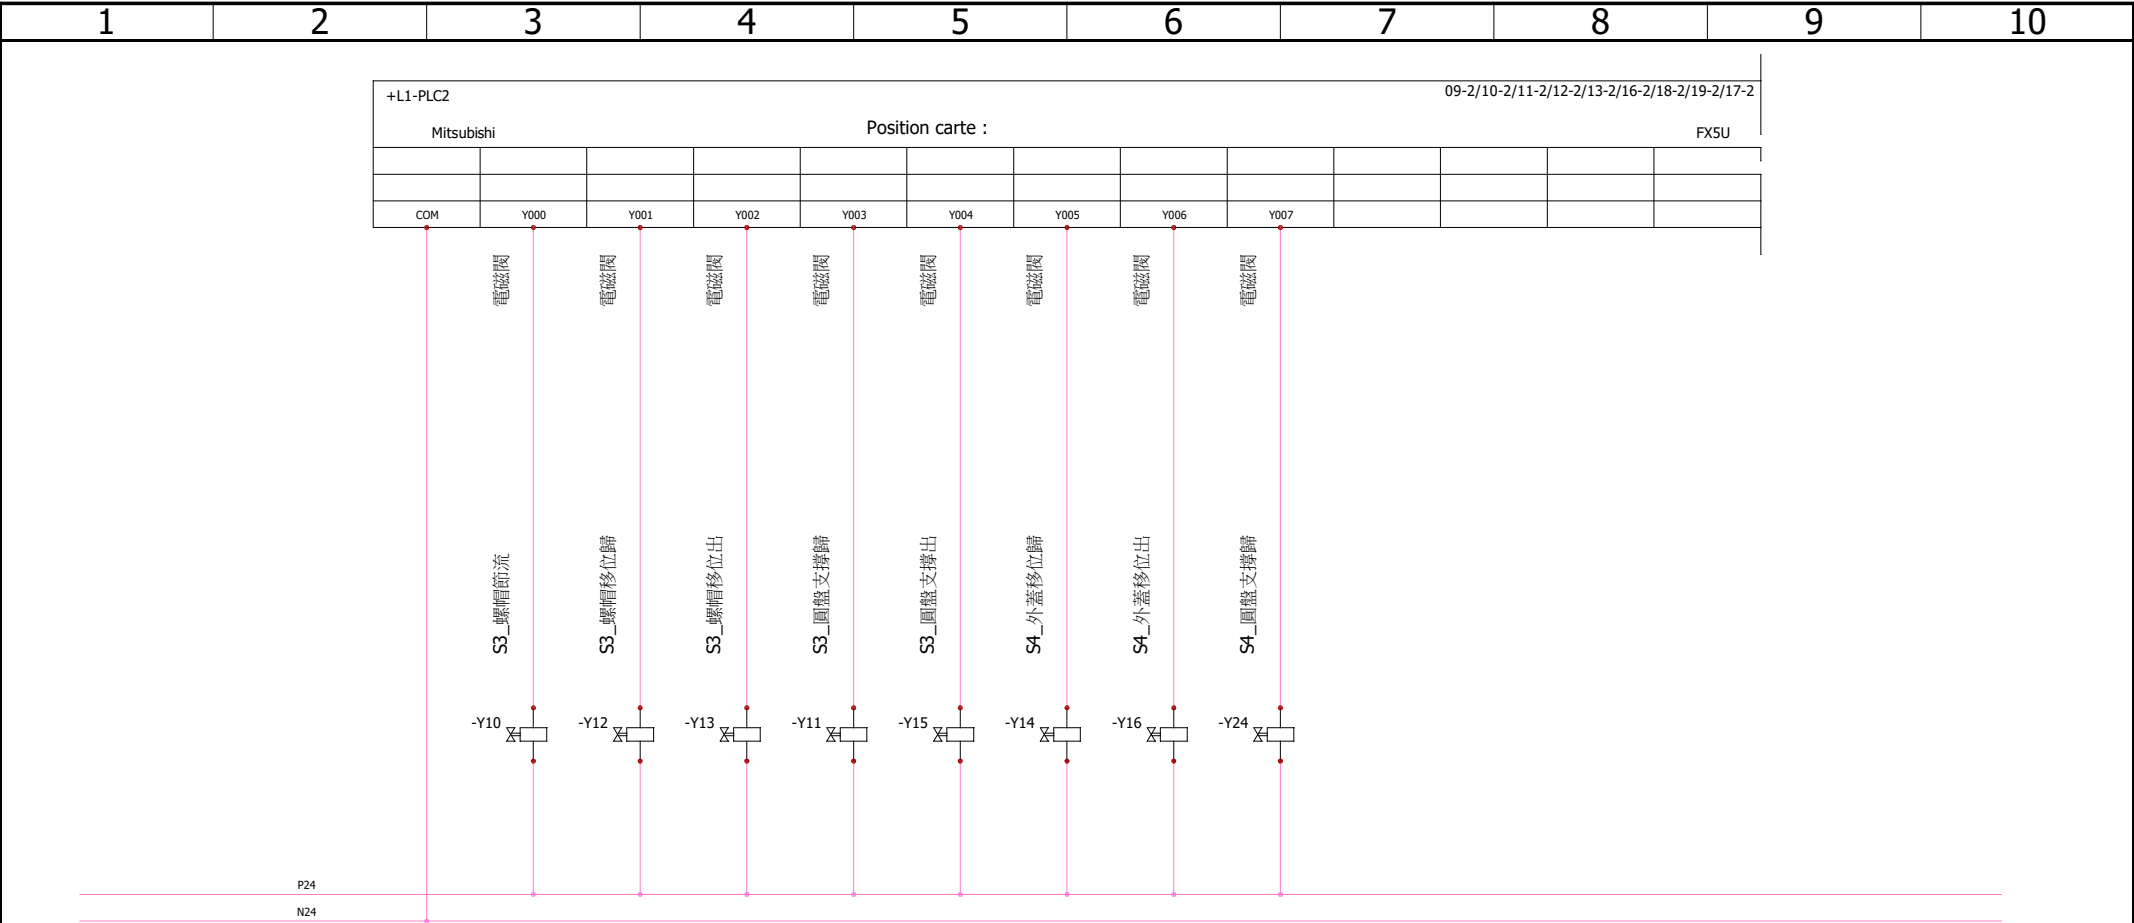 1 2 3 4 5 6 7 8 9 10
+L1-PLC2 09-2/10-2/11-2/12-2/13-2/16-2/18-2/19-2/17-2
Mitsubishi Position carte : FX5U
COM Y000 Y001 Y002 Y003 Y004 Y005 Y006 Y007
電磁閥
電磁閥
電磁閥
電磁閥
電磁閥
電磁閥
電磁閥
電磁閥
S3_螺帽節流
S3_螺帽移位歸
S3_螺帽移位出
S3_圓盤支撐歸
S3_圓盤支撐出
S4_外蓋移位歸
S4_外蓋移位出
S4_圓盤支撐歸
-Y10 -Y12 -Y13 -Y11 -Y15 -Y14 -Y16 -Y24
P24
N24